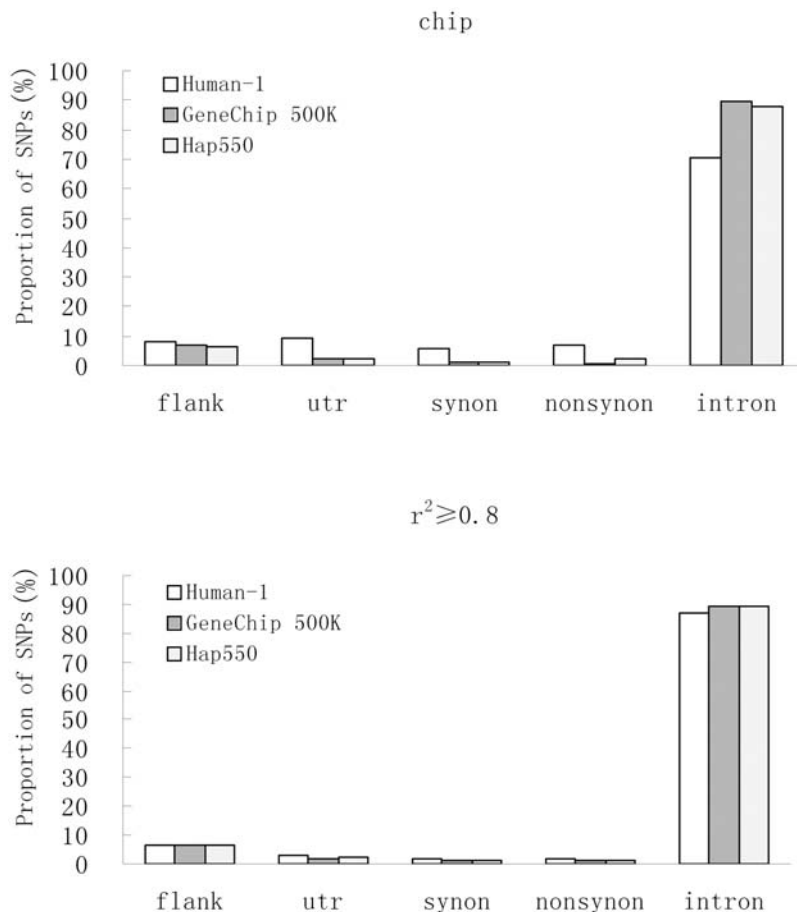 chip
Proportion of SNPs(%)
100
90
80
70
60
50
40
30
20
10
0
Human-1
GeneChip 500K
Hap550
flank utr synon nonsynon intron
r²≥0.8
Proportion of SNPs(%)
100
90
80
70
60
50
40
30
20
10
0
Human-1
GeneChip 500K
Hap550
flank utr synon nonsynon intron